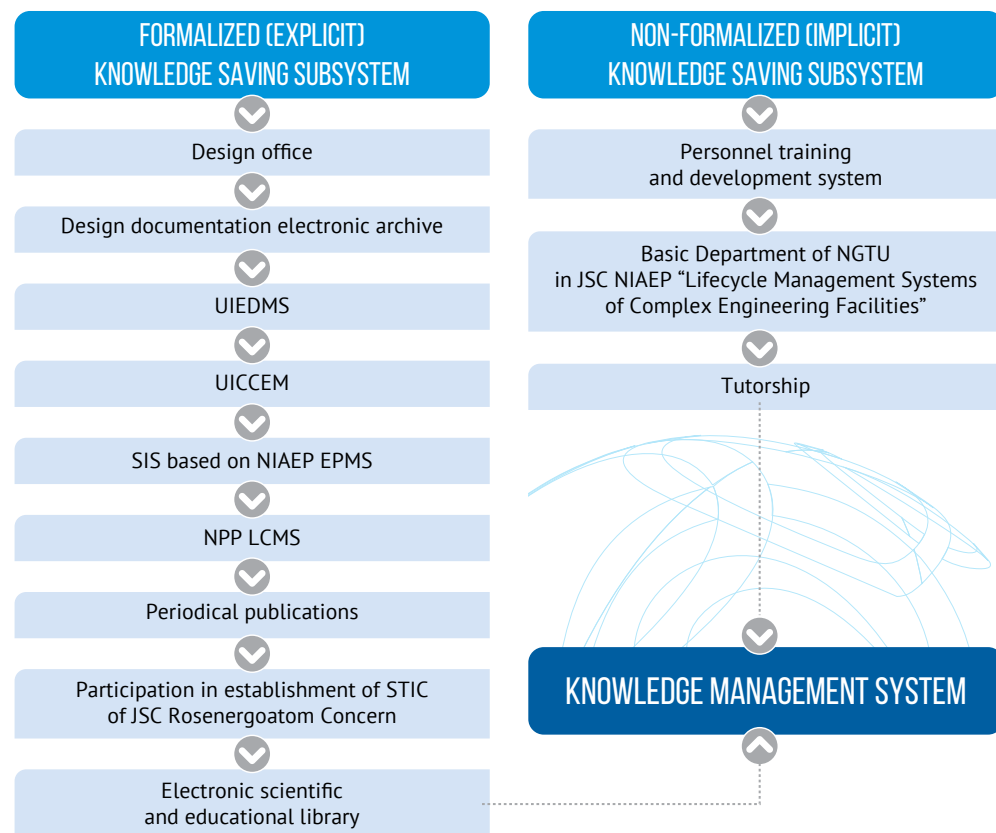 FORMALIZED (EXPLICIT)
KNOWLEDGE SAVING SUBSYSTEM
Design office
Design documentation electronic archive
UIEDMS
UICCEM
SIS based on NIAEP EPMS
NPP LCMS
Periodical publications
Participation in establishment of STIC
of JSC Rosenergoatom Concern
Electronic scientific
and educational library
NON-FORMALIZED (IMPLICIT)
KNOWLEDGE SAVING SUBSYSTEM
Personnel training
and development system
Basic Department of NGTU
in JSC NIAEP “Lifecycle Management Systems
of Complex Engineering Facilities”
Tutorship
KNOWLEDGE MANAGEMENT SYSTEM